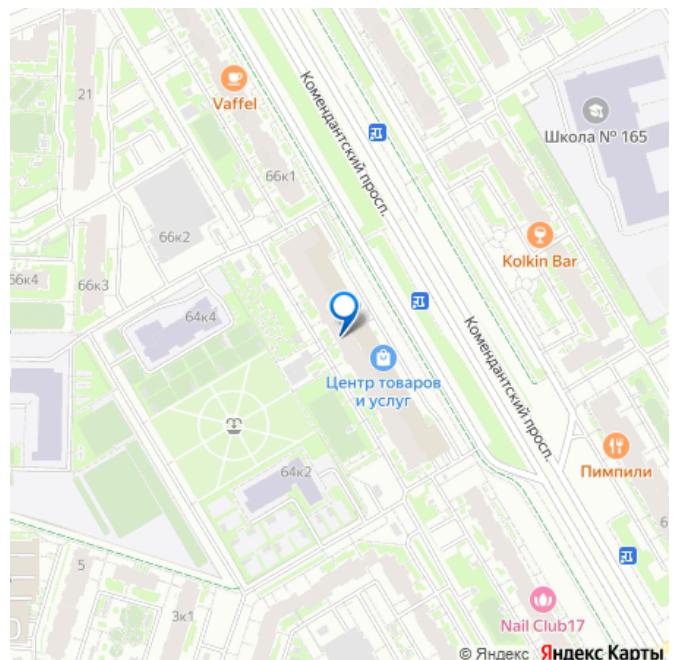 21
Vaffel
Комендантский просп.
Школа № 165
66к1
66к2
Kolkin Bar
66к4
66к3
64к4
Комендантский просп.
Центр товаров
и услуг
Пимпили
64к2
5
3к1
Nail Club17
© Яндекс Яндекс Карты